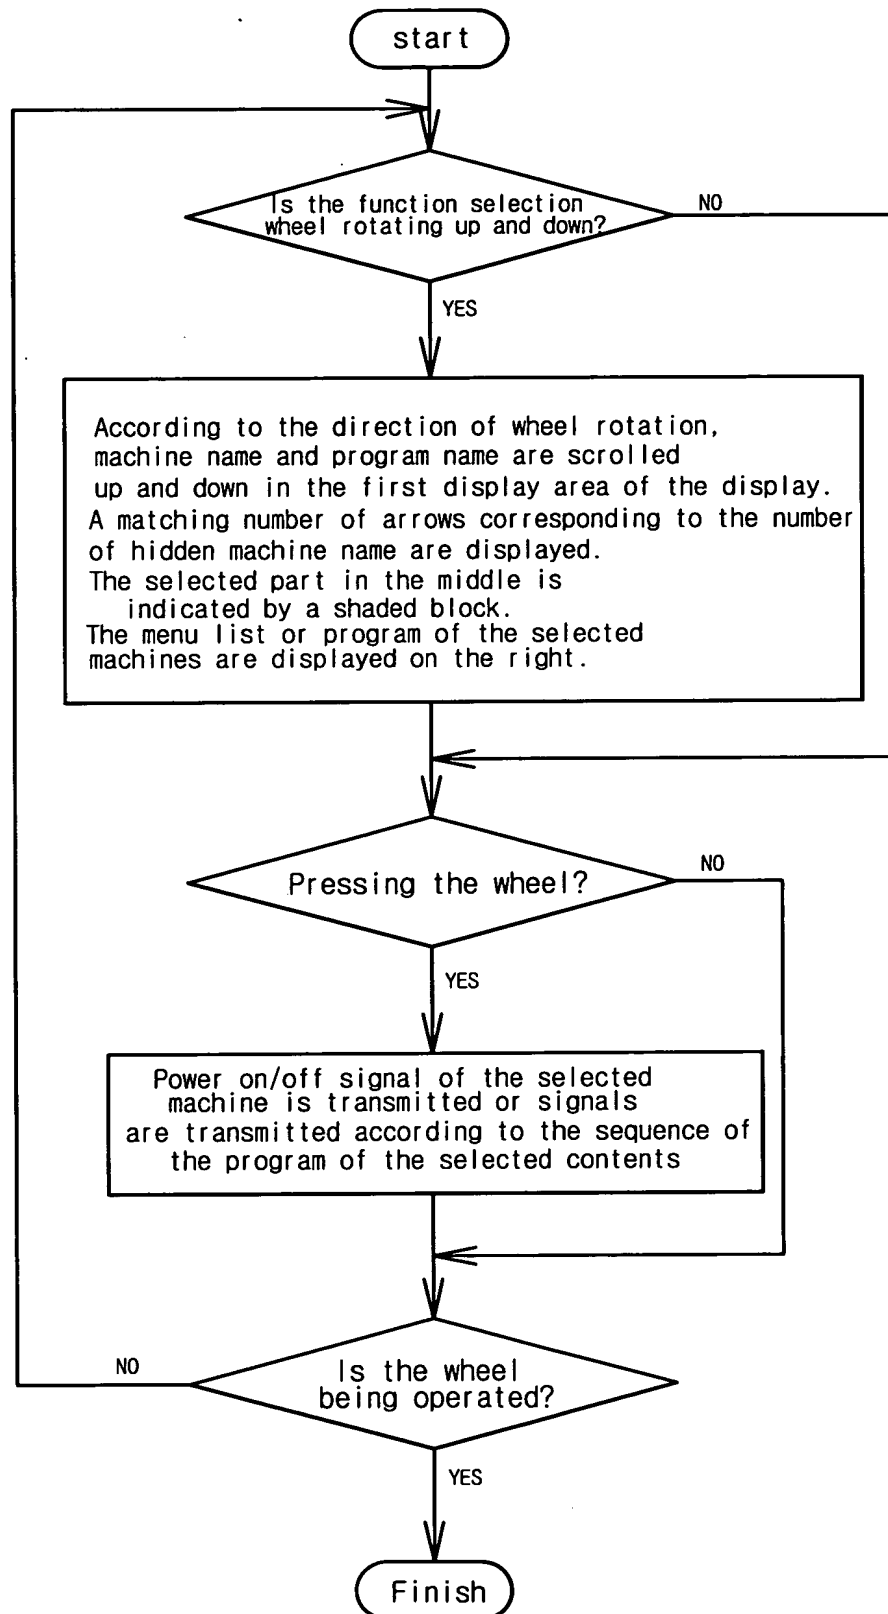 start
Is the function selection
wheel rotating up and down?
NO
YES
According to the direction of wheel rotation,
machine name and program name are scrolled
up and down in the first display area of the display.
A matching number of arrows corresponding to the number
of hidden machine name are displayed.
The selected part in the middle is
indicated by a shaded block.
The menu list or program of the selected
machines are displayed on the right.
Pressing the wheel?
NO
YES
Power on/off signal of the selected
machine is transmitted or signals
are transmitted according to the sequence of
the program of the selected contents
NO
Is the wheel
being operated?
YES
Finish